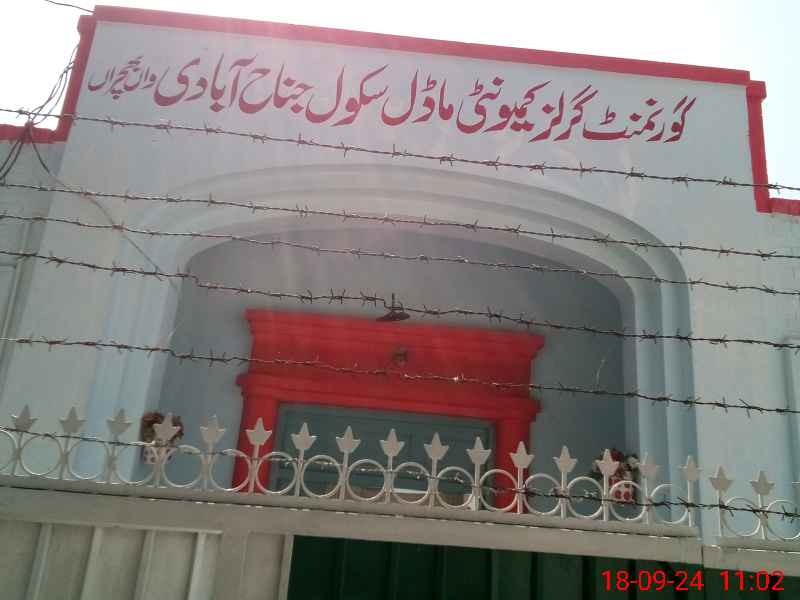 گورنمنٹ گرلز کمیونٹی ماڈل سکول جناح آبادی واں بھچراں
18-09-24 11:02